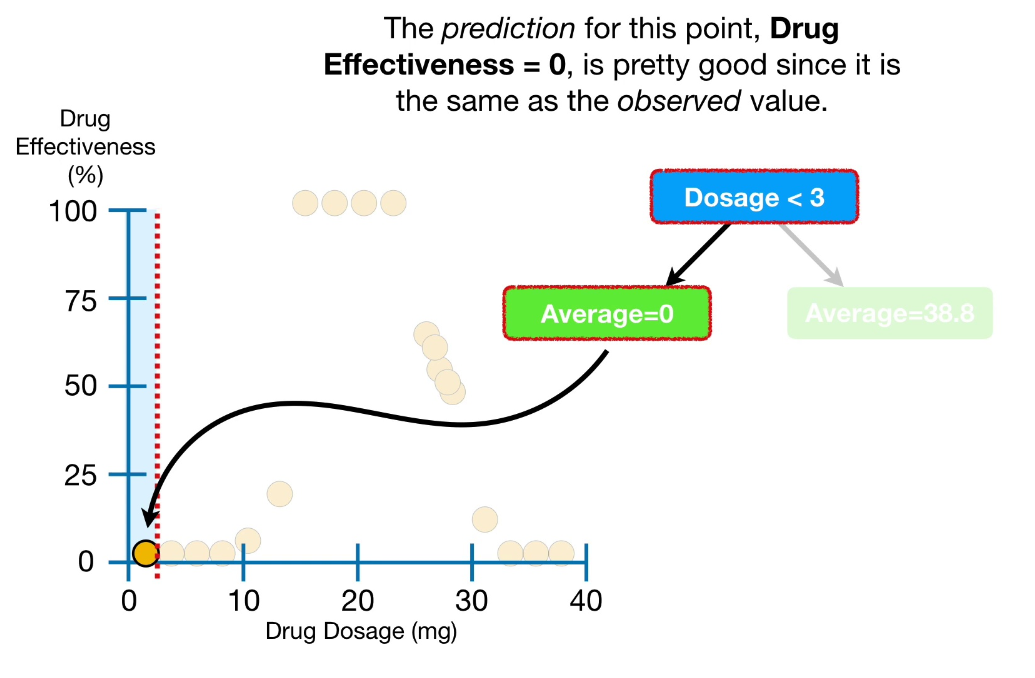 The prediction for this point, Drug
Effectiveness = 0, is pretty good since it is
the same as the observed value.
Drug
Effectiveness
(%)
Dosage < 3
100
75
Average=0
Average=38.8
50
25
0
0
10
20
30
40
Drug Dosage (mg)